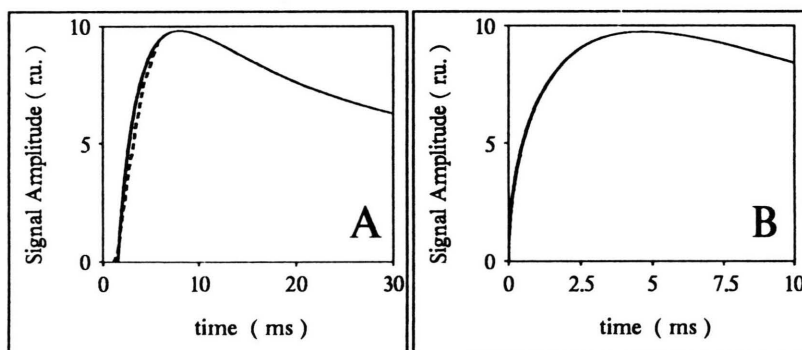 Signal Amplitude ( r.u. )
10
5
0
0 10 20 30
time ( ms )
A
Signal Amplitude ( r.u. )
10
5
0
0 2.5 5 7.5 10
time ( ms )
B